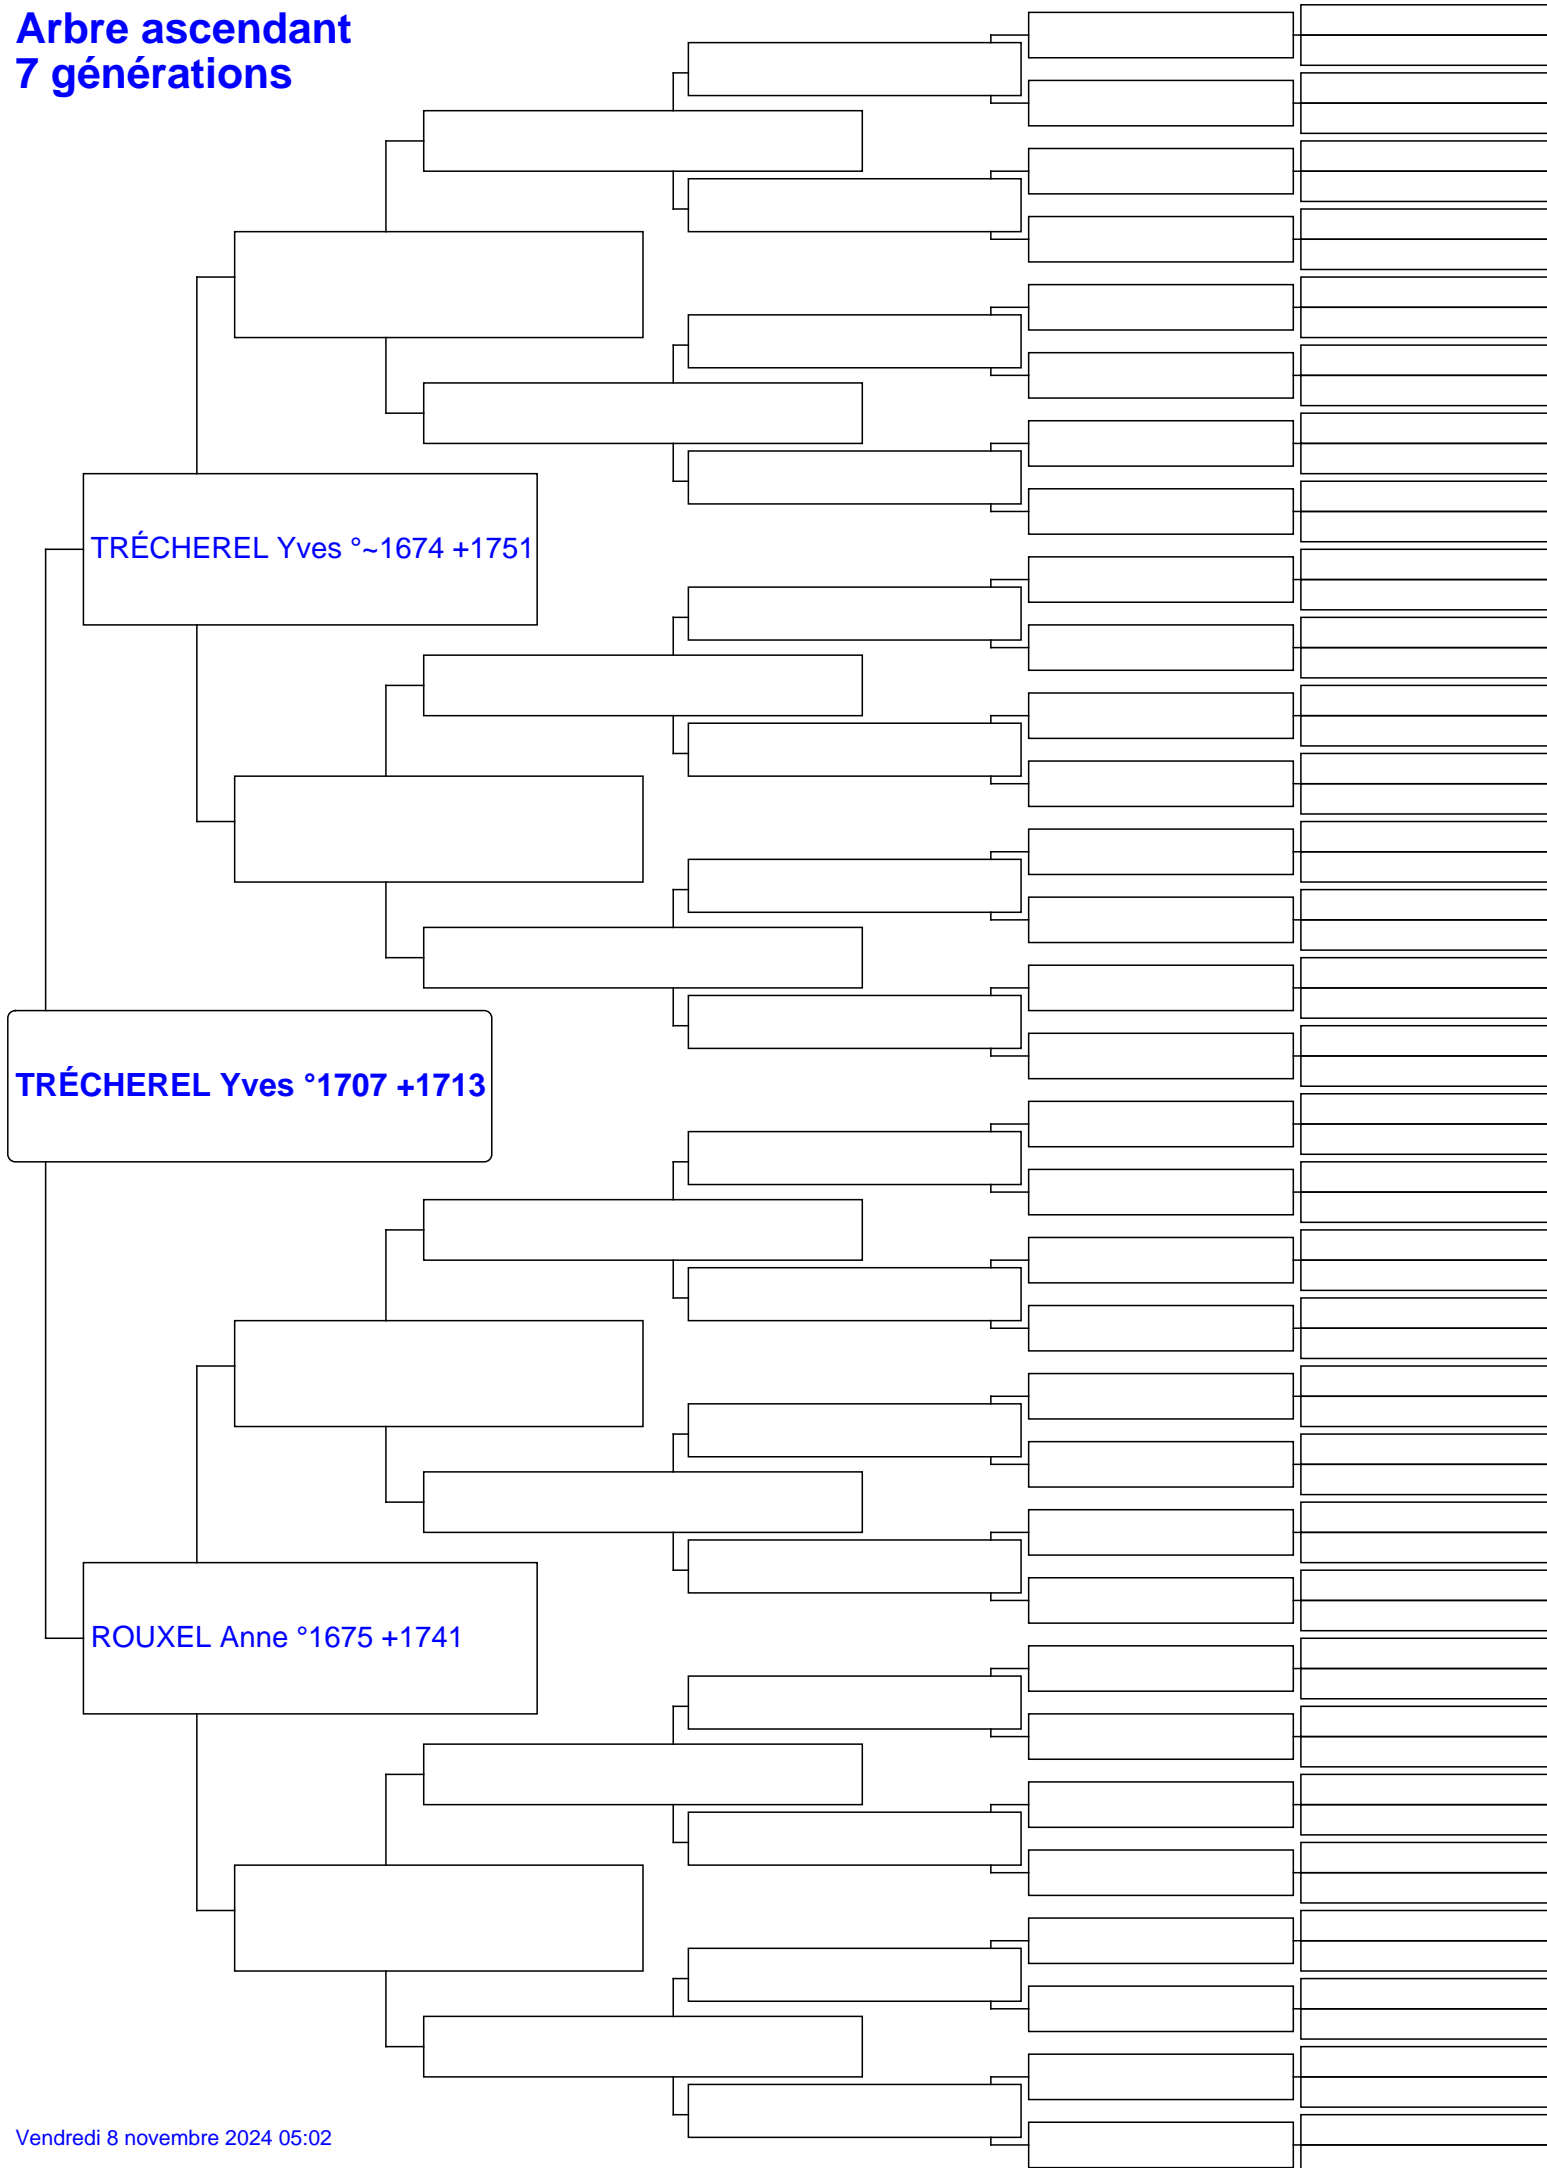 Arbre ascendant
7 générations
TRÉCHEREL Yves °~1674 +1751
TRÉCHEREL Yves °1707 +1713
ROUXEL Anne °1675 +1741
Vendredi 8 novembre 2024 05:02